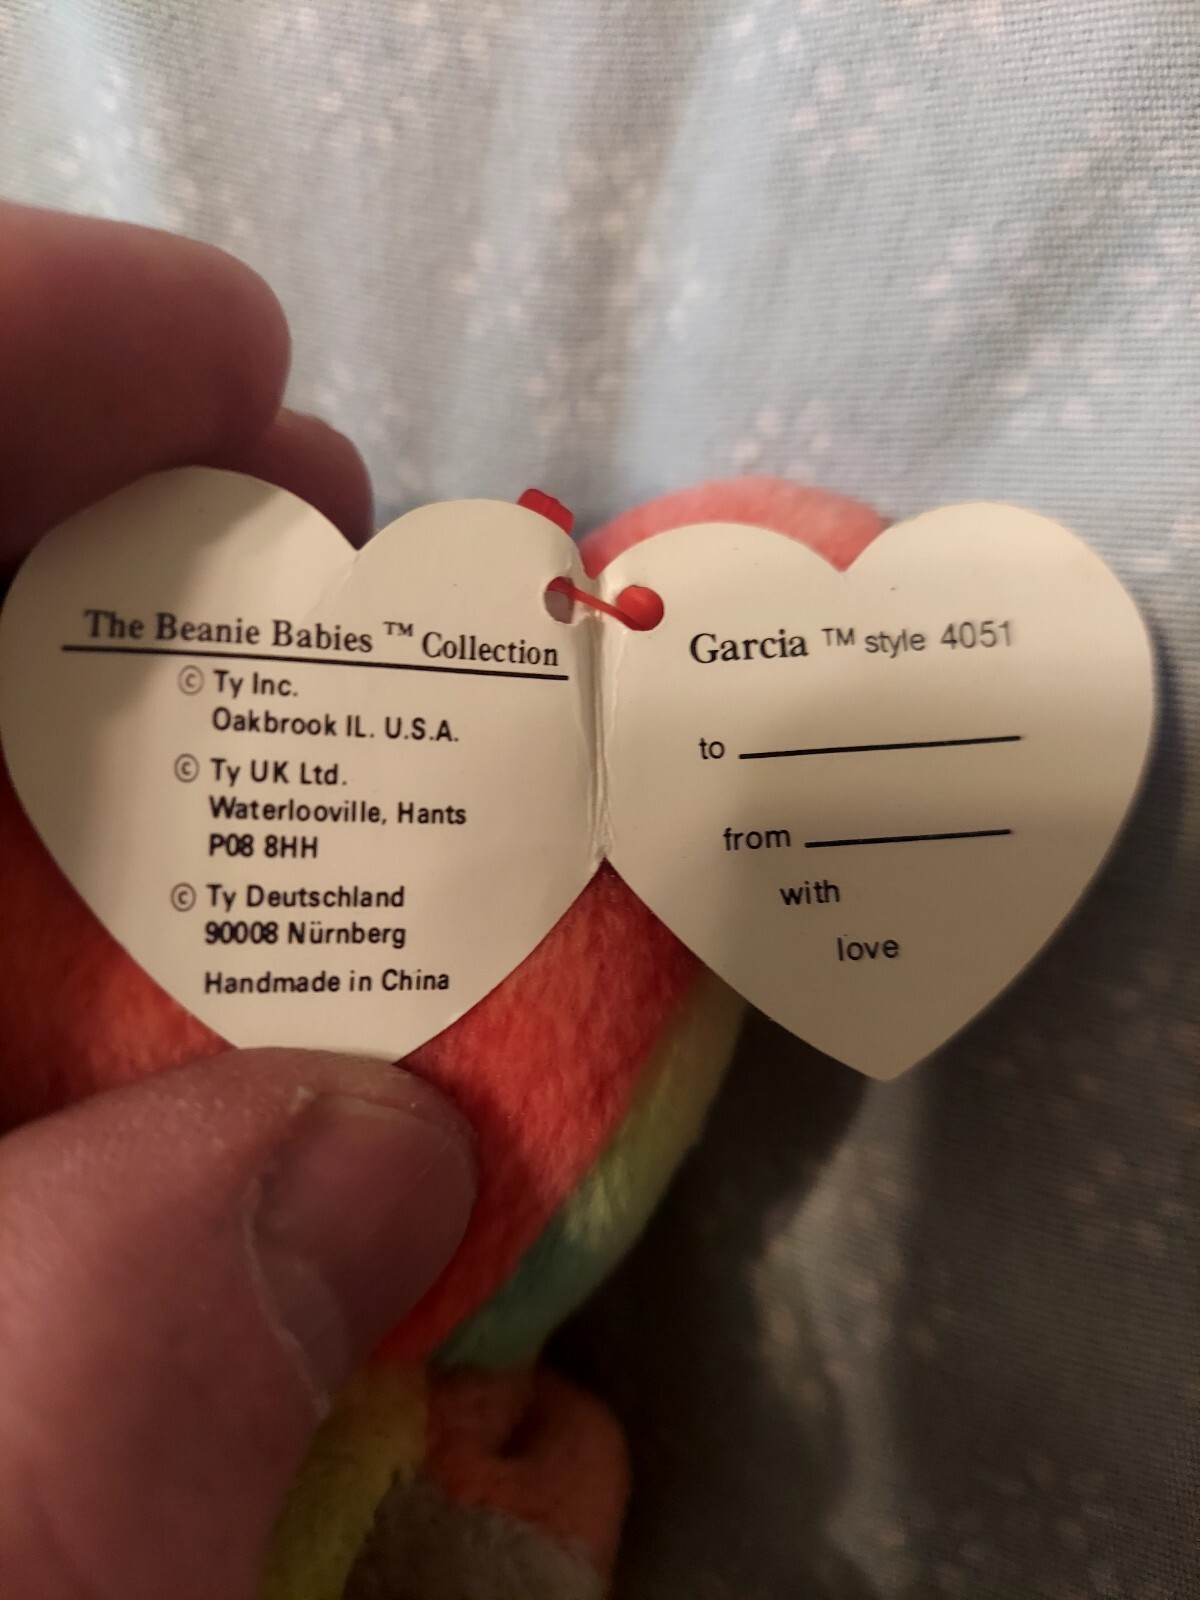 The Beanie Babies ™ Collection
© Ty Inc.
Oakbrook IL. U.S.A.
© Ty UK Ltd.
Waterlooville, Hants
P08 8HH
© Ty Deutschland
90008 Nürnberg
Handmade in China
Garcia ™ style 4051
to
from
with
love